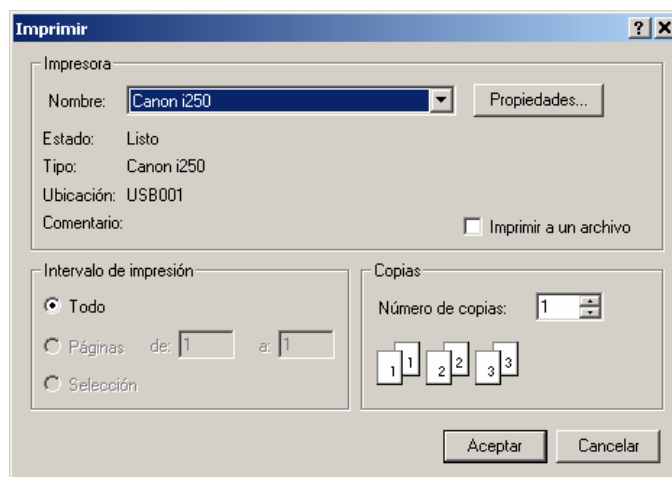 Imprimir
Impresora
Nombre: Canon i250 Propiedades...
Estado: Listo
Tipo: Canon i250
Ubicación: USB001
Comentario: Imprimir a un archivo
Intervalo de impresión
Todo
Páginas de: 1 a: 1
Selección
Copias
Número de copias: 1
1 1 2 2 3 3
Aceptar Cancelar